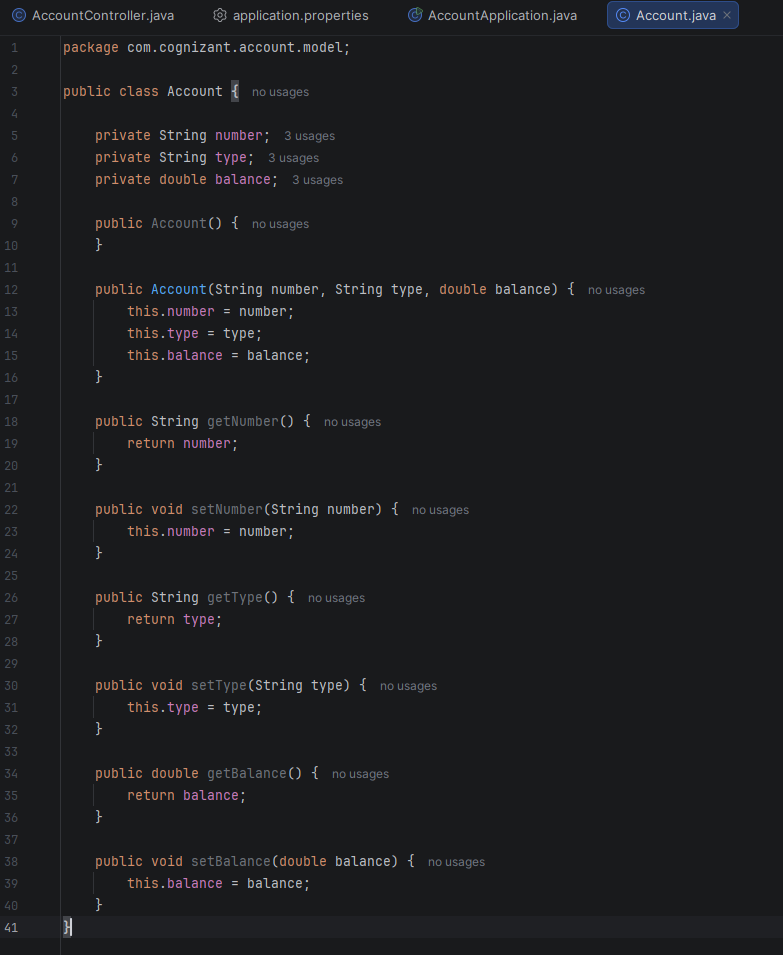 AccountController.java application.properties AccountApplication.java Account.java
1 package com.cognizant.account.model;
2
3 public class Account { no usages
4
5     private String number; 3 usages
6     private String type; 3 usages
7     private double balance; 3 usages
8
9     public Account() { no usages
10     }
11
12     public Account(String number, String type, double balance) { no usages
13         this.number = number;
14         this.type = type;
15         this.balance = balance;
16     }
17
18     public String getNumber() { no usages
19         return number;
20     }
21
22     public void setNumber(String number) { no usages
23         this.number = number;
24     }
25
26     public String getType() { no usages
27         return type;
28     }
29
30     public void setType(String type) { no usages
31         this.type = type;
32     }
33
34     public double getBalance() { no usages
35         return balance;
36     }
37
38     public void setBalance(double balance) { no usages
39         this.balance = balance;
40     }
41 }